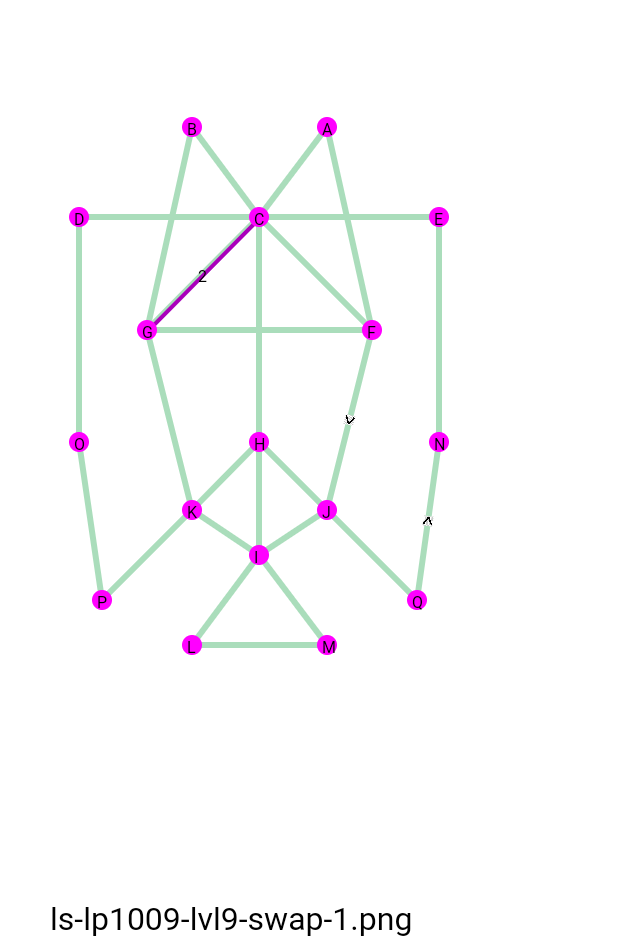 B A
D C E
2
G F
v
O H N
K J
^
I
P Q
L M
ls-lp1009-lvl9-swap-1.png